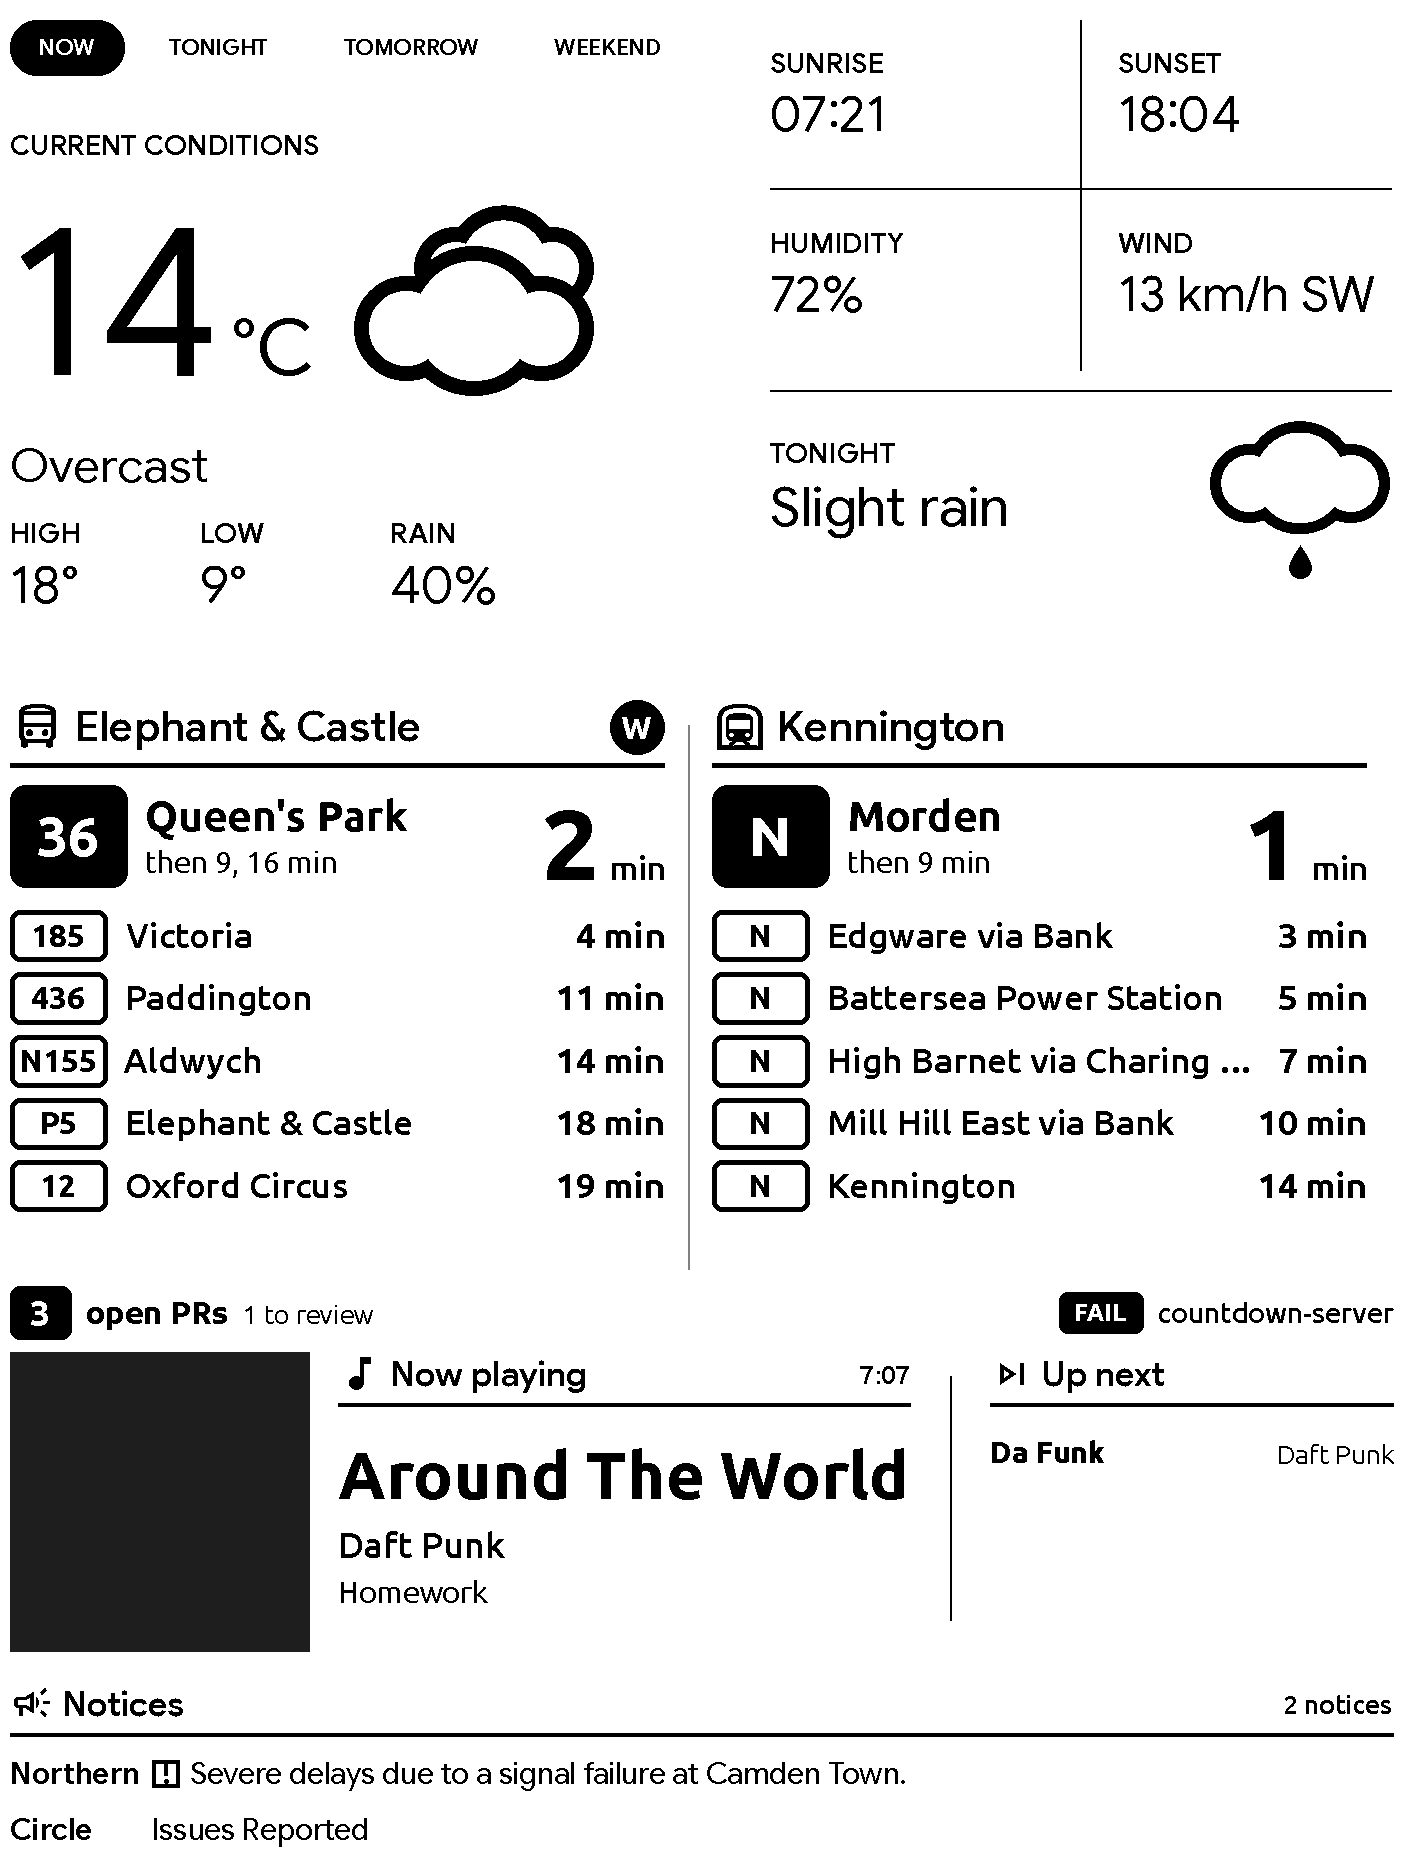 NOW TONIGHT TOMORROW WEEKEND
CURRENT CONDITIONS
14 °C
Overcast
HIGH LOW RAIN
18° 9° 40%
SUNRISE SUNSET
07:21 18:04
HUMIDITY WIND
72% 13 km/h SW
TONIGHT
Slight rain
Elephant & Castle W
36 Queen's Park 2 min
then 9, 16 min
185 Victoria 4 min
436 Paddington 11 min
N155 Aldwych 14 min
P5 Elephant & Castle 18 min
12 Oxford Circus 19 min
Kennington
N Morden 1 min
then 9 min
N Edgware via Bank 3 min
N Battersea Power Station 5 min
N High Barnet via Charing ... 7 min
N Mill Hill East via Bank 10 min
N Kennington 14 min
3 open PRs 1 to review
FAIL countdown-server
Now playing 7:07
Around The World
Daft Punk
Homework
Up next
Da Funk Daft Punk
Notices 2 notices
Northern Severe delays due to a signal failure at Camden Town.
Circle Issues Reported